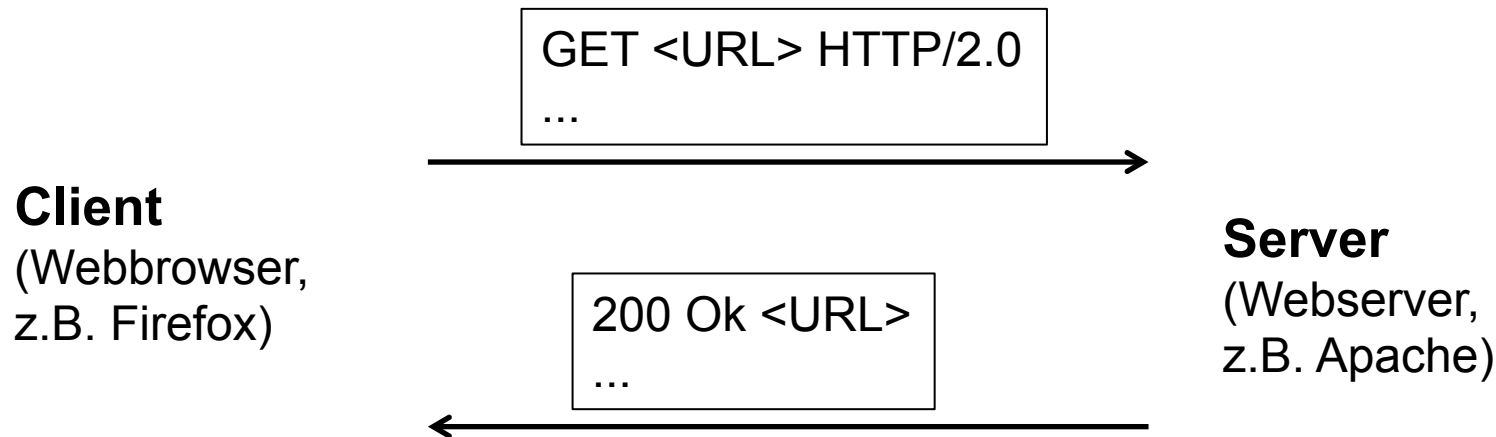 GET <URL> HTTP/2.0
...
Client
(Webbrowser,
z.B. Firefox)
Server
(Webserver,
z.B. Apache)
200 Ok <URL>
...